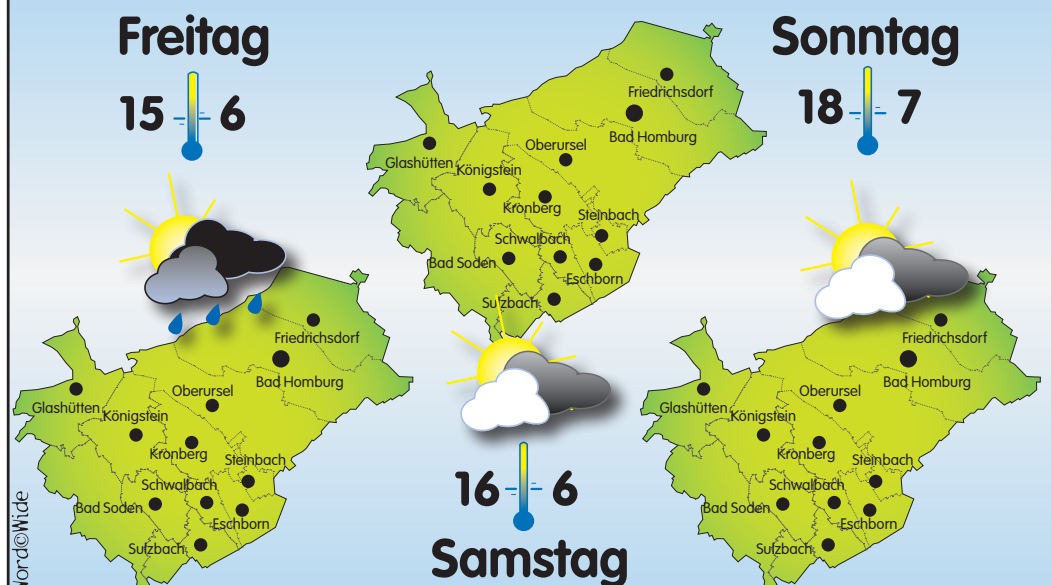 Freitag
15 6
Friedrichsdorf
Bad Homburg
Oberursel
Glashütten
Königstein
Kronberg
Steinbach
Schwalbach
Bad Soden
Eschborn
Sulzbach
Friedrichsdorf
Bad Homburg
Oberursel
Glashütten
Königstein
Kronberg
Steinbach
Schwalbach
Bad Soden
Eschborn
Sulzbach
16 6
Samstag
Sonntag
18 7
Friedrichsdorf
Bad Homburg
Oberursel
Glashütten
Königstein
Kronberg
Steinbach
Schwalbach
Bad Soden
Eschborn
Sulzbach